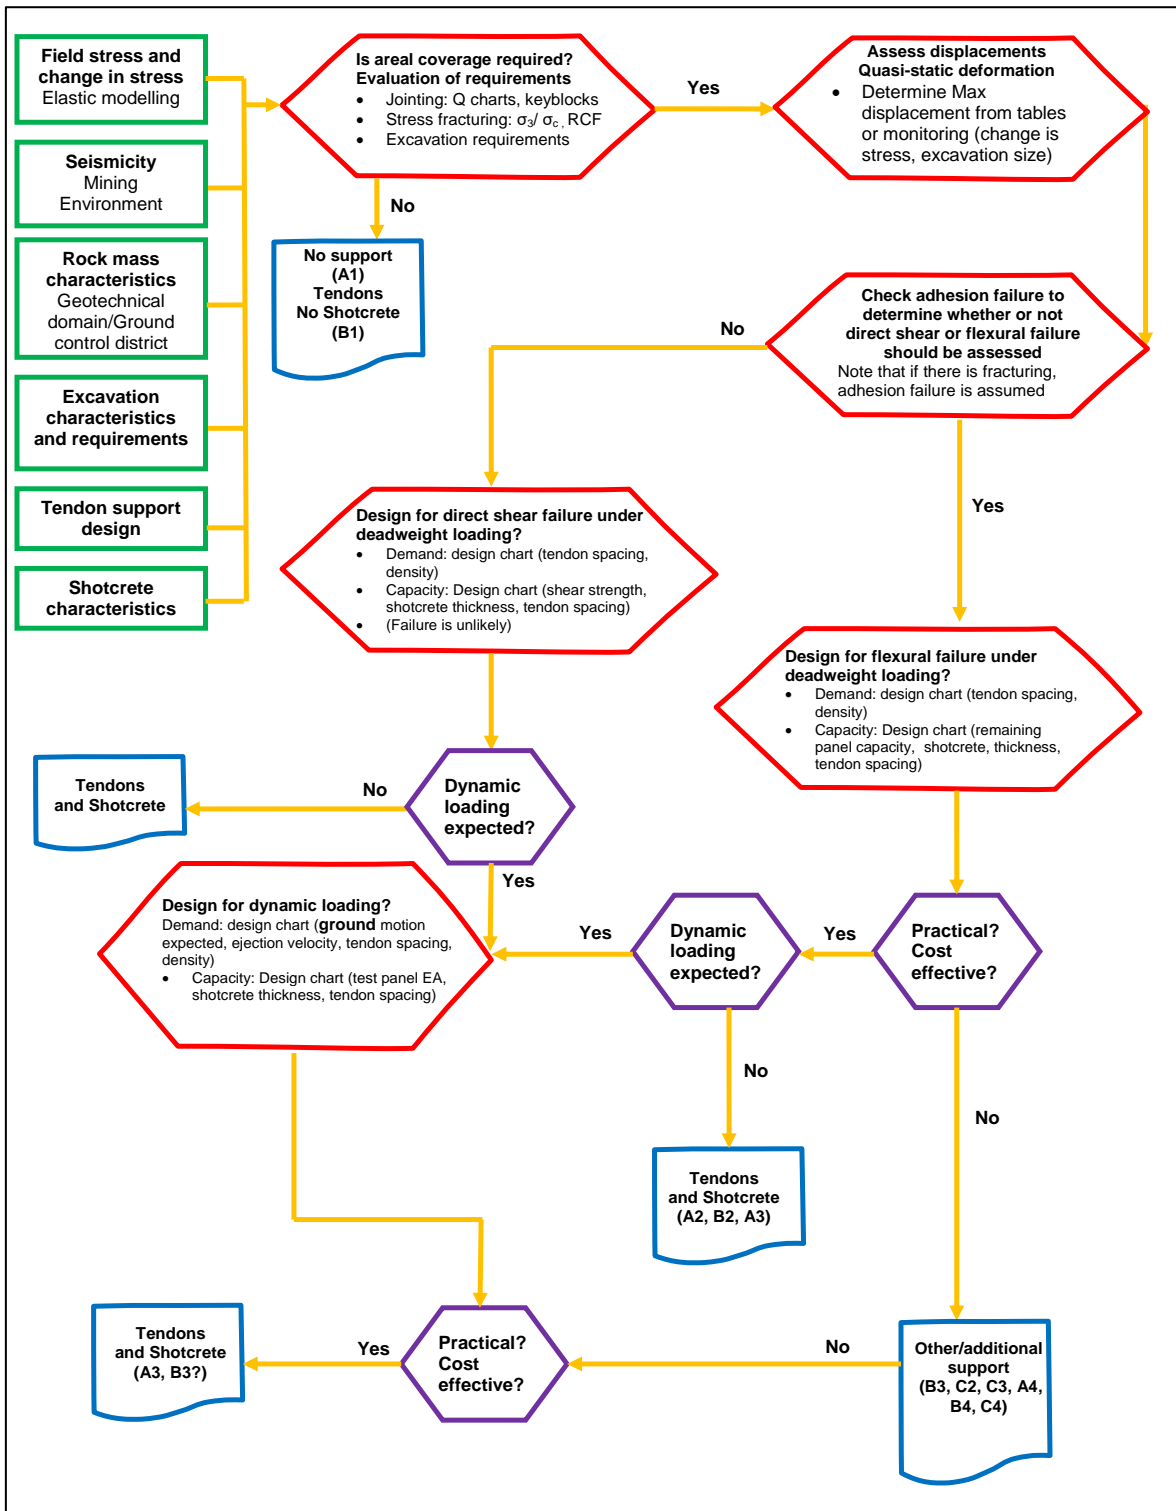 Field stress and
change in stress
Elastic modelling
Seismicity
Mining
Environment
Rock mass
characteristics
Geotechnical
domain/Ground
control district
Excavation
characteristics
and requirements
Tendon support
design
Shotcrete
characteristics
Is areal coverage required?
Evaluation of requirements
• Jointing: Q charts, keyblocks
• Stress fracturing: σ3/ σc , RCF
• Excavation requirements
Yes
Assess displacements
Quasi-static deformation
• Determine Max
displacement from tables
or monitoring (change is
stress, excavation size)
No
No support
(A1)
Tendons
No Shotcrete
(B1)
Check adhesion failure to
determine whether or not
direct shear or flexural failure
should be assessed
Note that if there is fracturing,
adhesion failure is assumed
No
Yes
Design for direct shear failure under
deadweight loading?
• Demand: design chart (tendon spacing,
density)
• Capacity: Design chart (shear strength,
shotcrete thickness, tendon spacing)
• (Failure is unlikely)
Design for flexural failure under
deadweight loading?
• Demand: design chart (tendon spacing,
density)
• Capacity: Design chart (remaining
panel capacity, shotcrete, thickness,
tendon spacing)
Dynamic
loading
expected?
No
Tendons
and Shotcrete
Yes
Design for dynamic loading?
Demand: design chart (ground motion
expected, ejection velocity, tendon spacing,
density)
• Capacity: Design chart (test panel EA,
shotcrete thickness, tendon spacing)
Yes
Dynamic
loading
expected?
Yes
Practical?
Cost
effective?
No
No
Tendons
and Shotcrete
(A2, B2, A3)
Tendons
and Shotcrete
(A3, B3?)
Yes
Practical?
Cost
effective?
No
Other/additional
support
(B3, C2, C3, A4,
B4, C4)